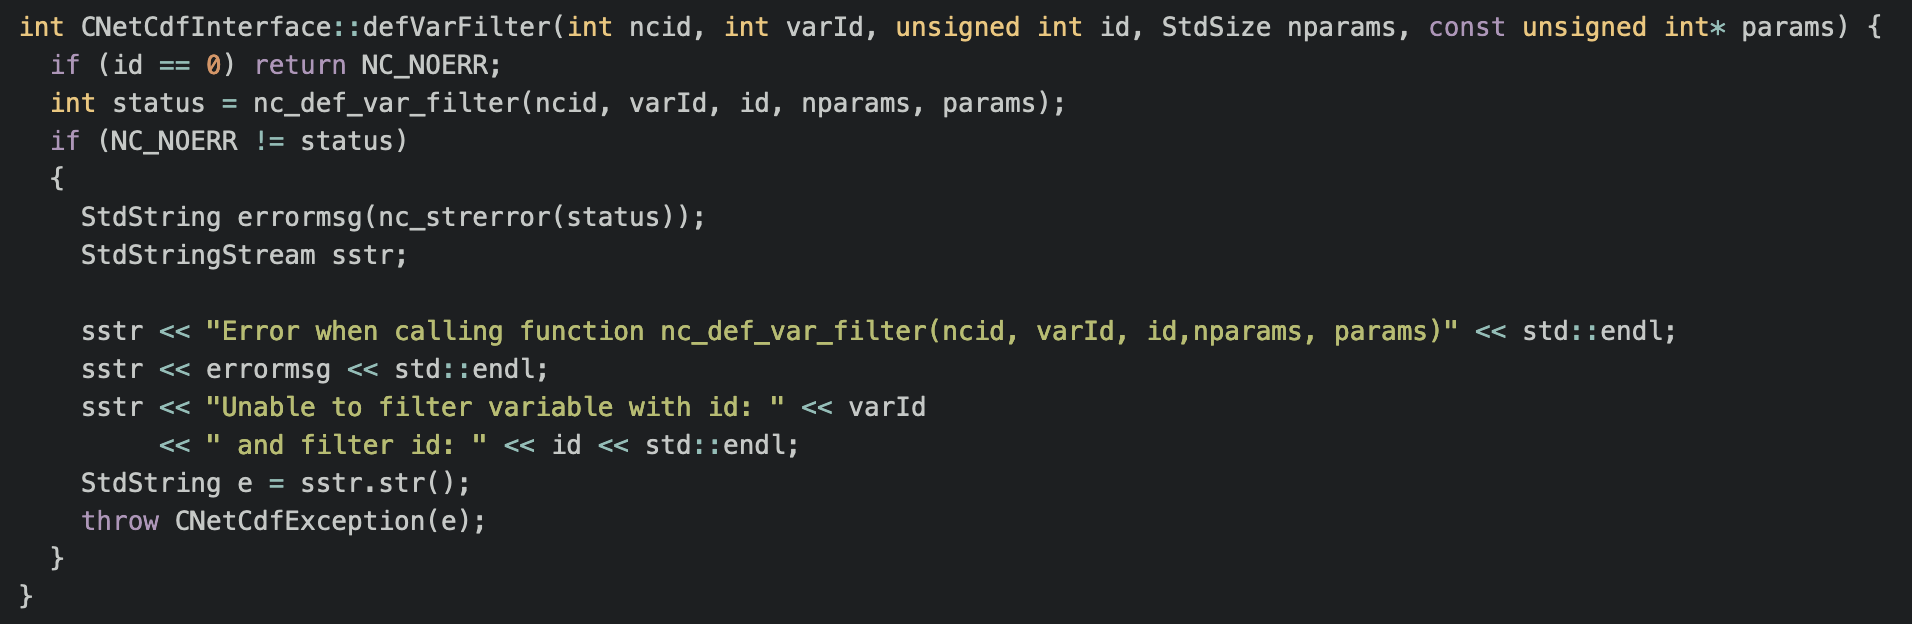 int CNetCdfInterface::defVarFilter(int ncid, int varId, unsigned int id, StdSize nparams, const unsigned int* params) {
  if (id == 0) return NC_NOERR;
  int status = nc_def_var_filter(ncid, varId, id, nparams, params);
  if (NC_NOERR != status)
  {
    StdString errormsg(nc_strerror(status));
    StdStringStream sstr;

    sstr << "Error when calling function nc_def_var_filter(ncid, varId, id,nparams, params)" << std::endl;
    sstr << errormsg << std::endl;
    sstr << "Unable to filter variable with id: " << varId
         << " and filter id: " << id << std::endl;
    StdString e = sstr.str();
    throw CNetCdfException(e);
  }
}